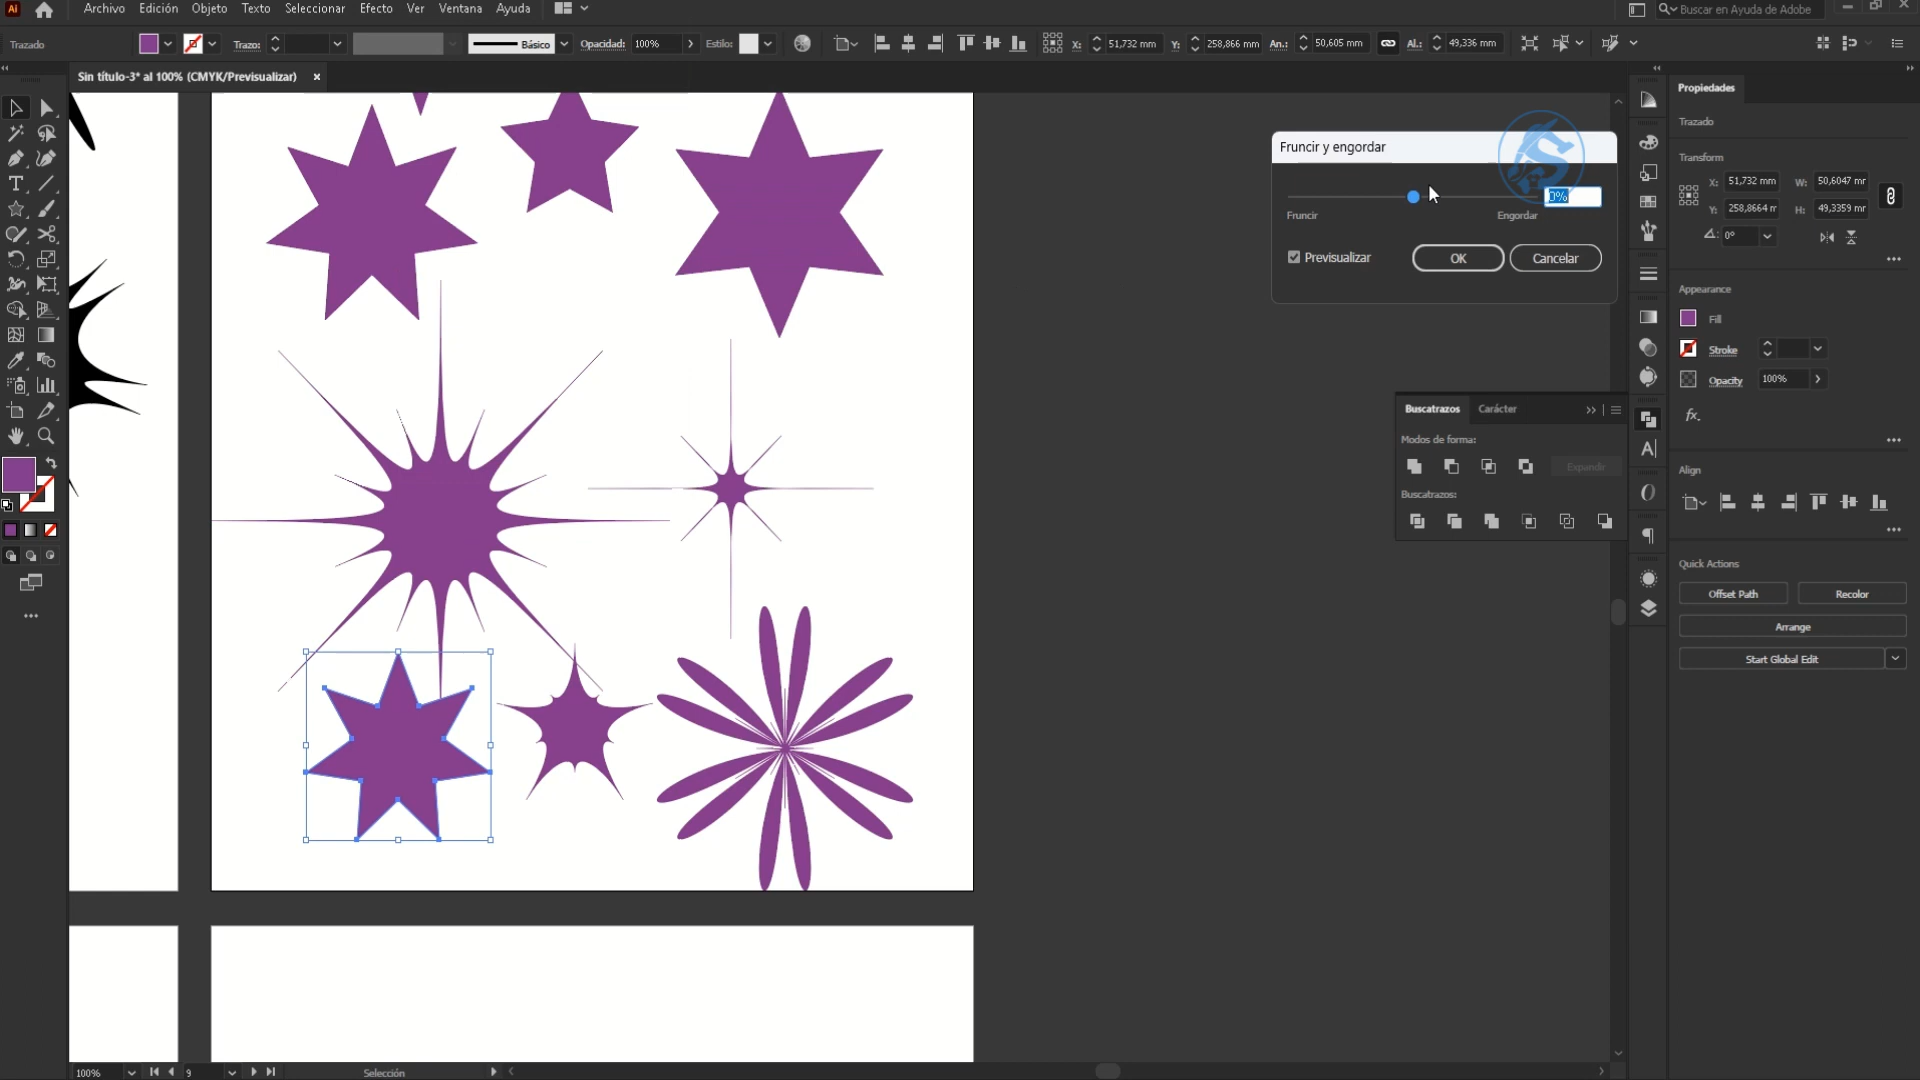 Ai Archivo Edición Objeto Texto Seleccionar Efecto Ver Ventana Ayuda Buscar en Ayuda de Adobe
Trazado Trazo: Básico Opacidad: 100% Estilo: X: 51,732 mm Y: 258,866 mm An.: 50,605 mm Al.: 49,336 mm
Sin título-3* al 100% (CMYK/Previsualizar) ×
Propiedades
Trazado
Transform
X: 51,732 mm W: 50,6047 mr
Y: 258,8664 r H: 49,3359 mr
0°
Appearance
Fill
Stroke
Opacity 100%
fx.
Align
Quick Actions
Offset Path Recolor
Arrange
Start Global Edit
Fruncir y engordar
0%
Fruncir Engordar
Previsualizar OK Cancelar
Buscatrazos Carácter
Modos de forma:
Expandir
Buscatrazos:
100% 9 Selección